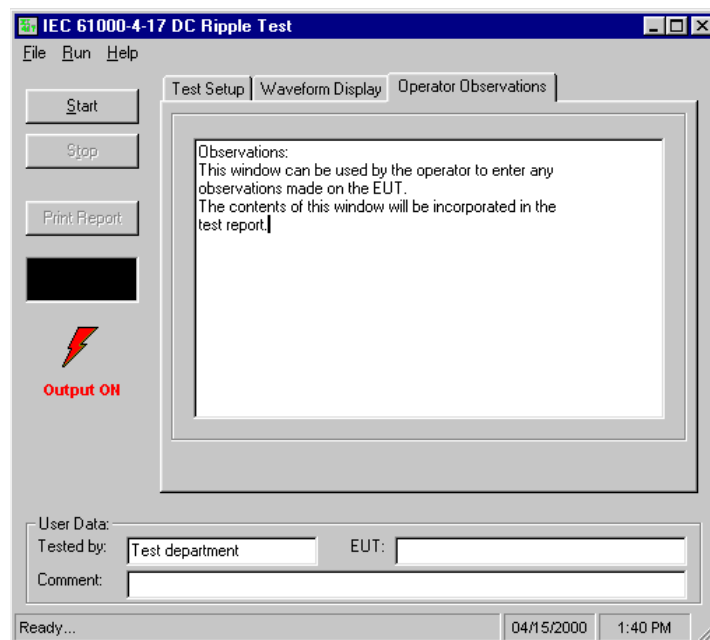 IEC 61000-4-17 DC Ripple Test
File Run Help
Test Setup Waveform Display Operator Observations
Start
Stop
Print Report
Output ON
Observations:
This window can be used by the operator to enter any
observations made on the EUT.
The contents of this window will be incorporated in the
test report.
User Data:
Tested by: Test department EUT:
Comment:
Ready... 04/15/2000 1:40 PM